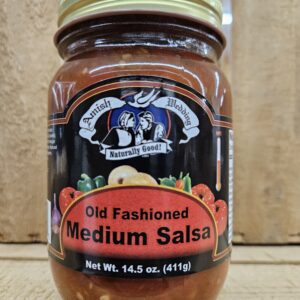 Amish Wedding
Naturally Good!
Old Fashioned
Medium Salsa
Net Wt. 14.5 oz. (411g)